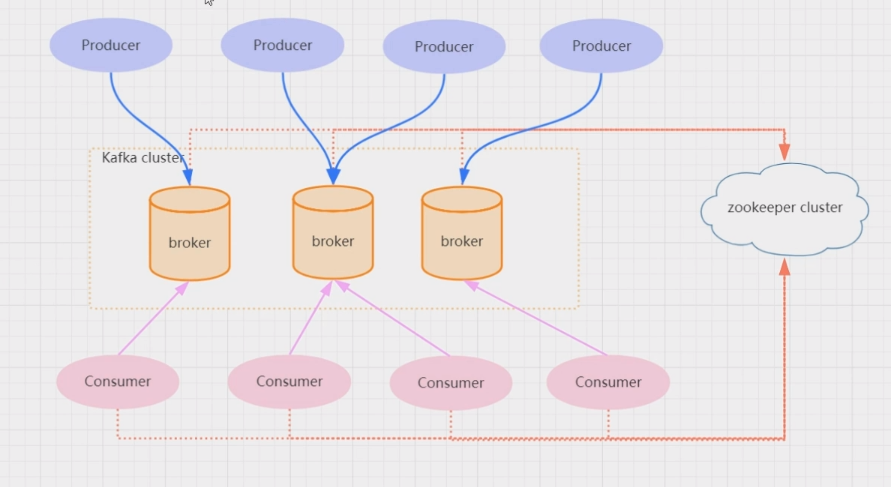 Producer
Producer
Producer
Producer
Kafka cluster
broker
broker
broker
zookeeper cluster
Consumer
Consumer
Consumer
Consumer